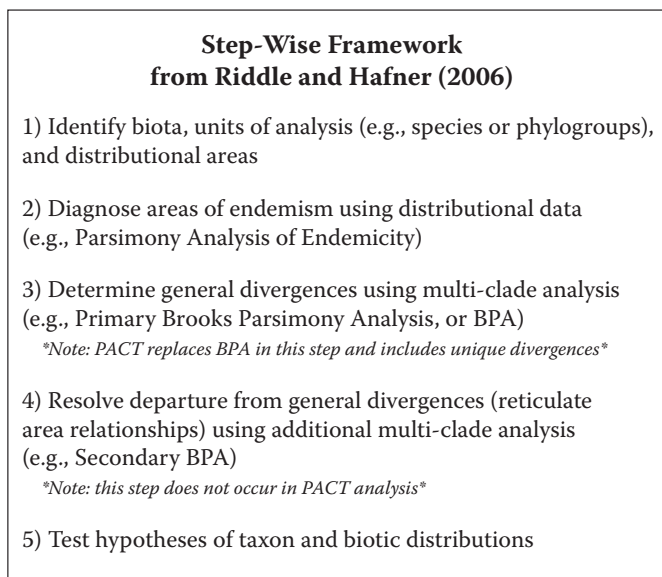 Step-Wise Framework
from Riddle and Hafner (2006)
1) Identify biota, units of analysis (e.g., species or phylogroups),
and distributional areas
2) Diagnose areas of endemism using distributional data
(e.g., Parsimony Analysis of Endemicity)
3) Determine general divergences using multi-clade analysis
(e.g., Primary Brooks Parsimony Analysis, or BPA)
*Note: PACT replaces BPA in this step and includes unique divergences*
4) Resolve departure from general divergences (reticulate
area relationships) using additional multi-clade analysis
(e.g., Secondary BPA)
*Note: this step does not occur in PACT analysis*
5) Test hypotheses of taxon and biotic distributions